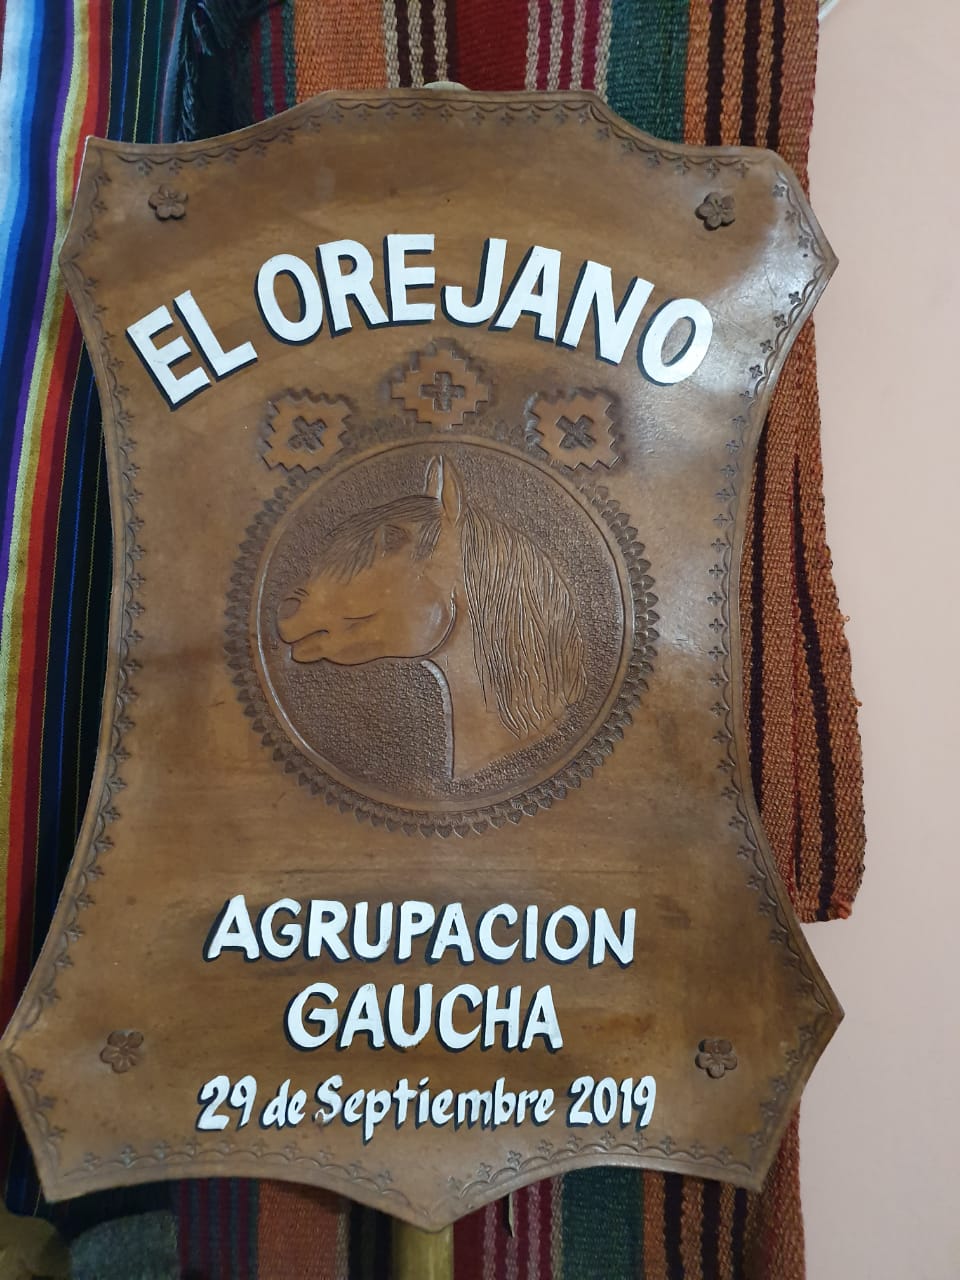 EL OREJANO
AGRUPACION
GAUCHA
29 de Septiembre 2019